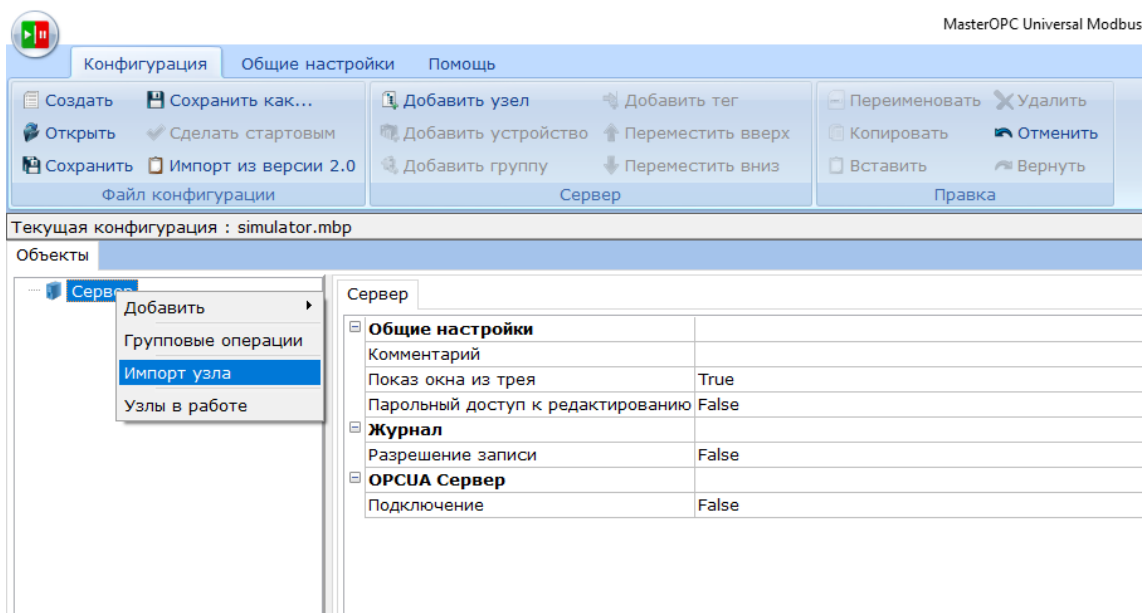 MasterOPC Universal Modbus
Конфигурация Общие настройки Помощь
Создать Сохранить как... Добавить узел Добавить тег Переименовать Удалить
Открыть Сделать стартовым Добавить устройство Переместить вверх Копировать Отменить
Сохранить Импорт из версии 2.0 Добавить группу Переместить вниз Вставить Вернуть
Файл конфигурации Сервер Правка
Текущая конфигурация : simulator.mbp
Объекты
Сервер
Добавить
Групповые операции
Импорт узла
Узлы в работе
Сервер
Общие настройки
Комментарий
Показ окна из трея True
Парольный доступ к редактированию False
Журнал
Разрешение записи False
OPCUA Сервер
Подключение False